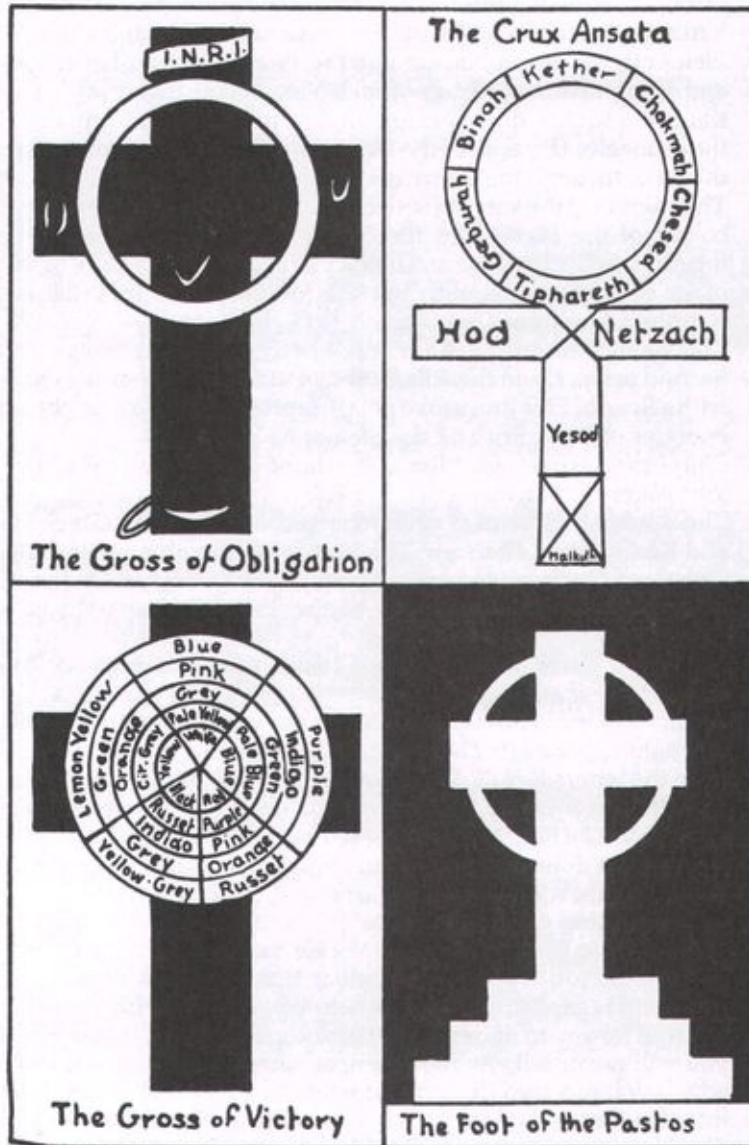 I.N.R.I.
The Gross of Obligation
The Crux Ansata
Kether
Chokmah
Chesed
Tiphareth
Geburah
Binah
Hod
Netzach
Yesod
Malkuth
Blue
Pink
Grey
Pale Yellow
White
Purple
Indigo
Green
Pale Blue
Blue
Russet
Orange
Pink
Purple
Red
Yellow-Grey
Grey
Indigo
Russet
Black
Lemon Yellow
Green
Orange
Cir. Gray
Yellow
The Gross of Victory
The Foot of the Pastos